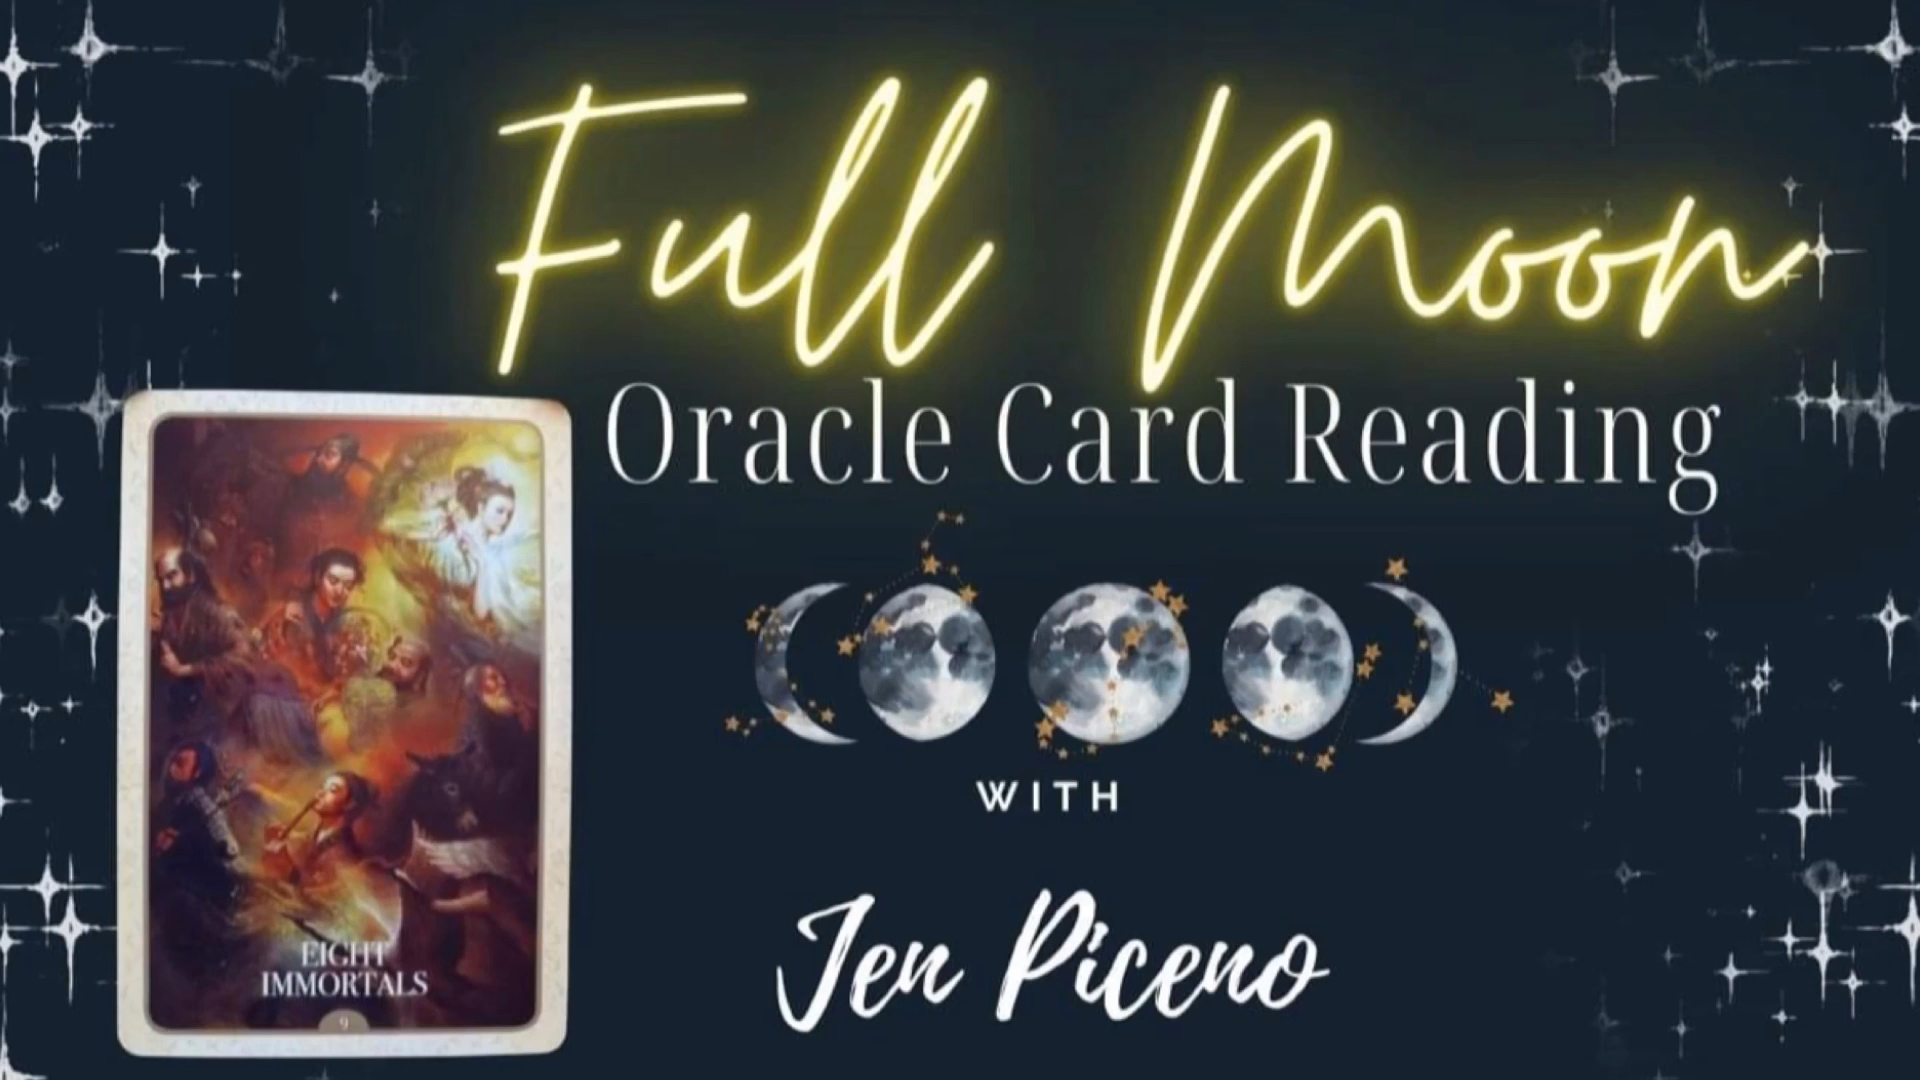 Full Moon
Oracle Card Reading
WITH
Jen Piceno
EIGHT
IMMORTALS
9